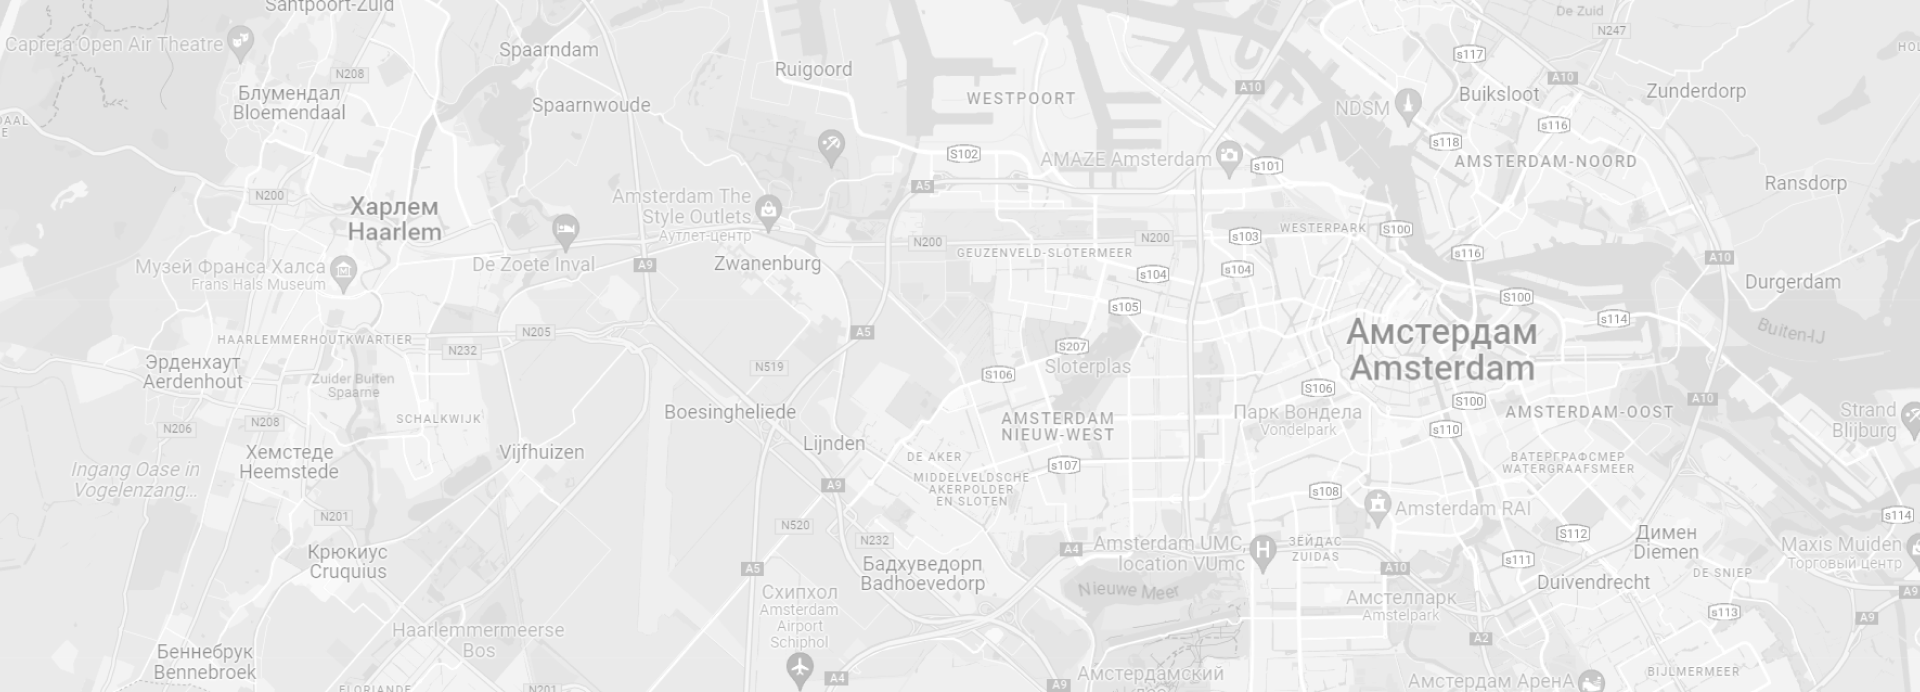 Santpoort-Zuid
Caprera Open Air Theatre
N208
Блумендал
Bloemendaal
Spaarndam
Spaarnwoude
Ruigoord
WESTPOORT
A10
De Zuid
N247
s117
A10
NDSM
Buiksloot
Zunderdorp
s116
s118
AMSTERDAM-NOORD
S102
AMAZE Amsterdam
s101
A5
Ransdorp
N200
Харлем
Haarlem
Amsterdam The
Style Outlets
Аутлет-центр
De Zoete Inval
A9
Zwanenburg
N200
GEUZENVELD-SLOTERMEER
N200
s103
WESTERPARK
S100
s116
A10
Музей Франса Халса
Frans Hals Museum
s104
s104
Durgerdam
S100
s105
s114
Buiten-IJ
HAARLEMMERHOUTKWARTIER
N205
N232
A5
S207
Амстердам
Amsterdam
Эрденхаут
Aerdenhout
Zuider Buiten
Spaarne
N519
S106
Sloterplas
S106
S100
A10
SCHALKWIJK
Boesingheliede
AMSTERDAM
NIEUW-WEST
Парк Вондела
Vondelpark
s110
AMSTERDAM-OOST
Strand
Blijburg
N206
N208
Хемстеде
Heemstede
Vijfhuizen
Lijnden
DE AKER
s107
ВАТЕРГРАФСМЕР
WATERGRAAFSMEER
Ingang Oase in
Vogelenzang...
MIDDELVELDSCHE
AKERPOLDER
EN SLOTEN
A9
s108
Amsterdam RAI
N201
N520
N232
s114
Крюкиус
Cruquius
A5
Бадхуведорп
Badhoevedorp
A4
Amsterdam UMC
location VUmc
ЗЕЙДАС
ZUIDAS
A10
S112
s111
Димен
Diemen
Maxis Muiden
Торговый центр
Duivendrecht
DE SNIEP
A9
Схипхол
Amsterdam
Airport
Schiphol
Nieuwe Meer
Амстелпарк
Amstelpark
s113
A9
A2
Haarlemmermeerse
Bos
Беннебрук
Bennebroek
A4
A9
Амстердамский
BIJLMERMEER
Амстердам АренА
FLORIANDE
N201